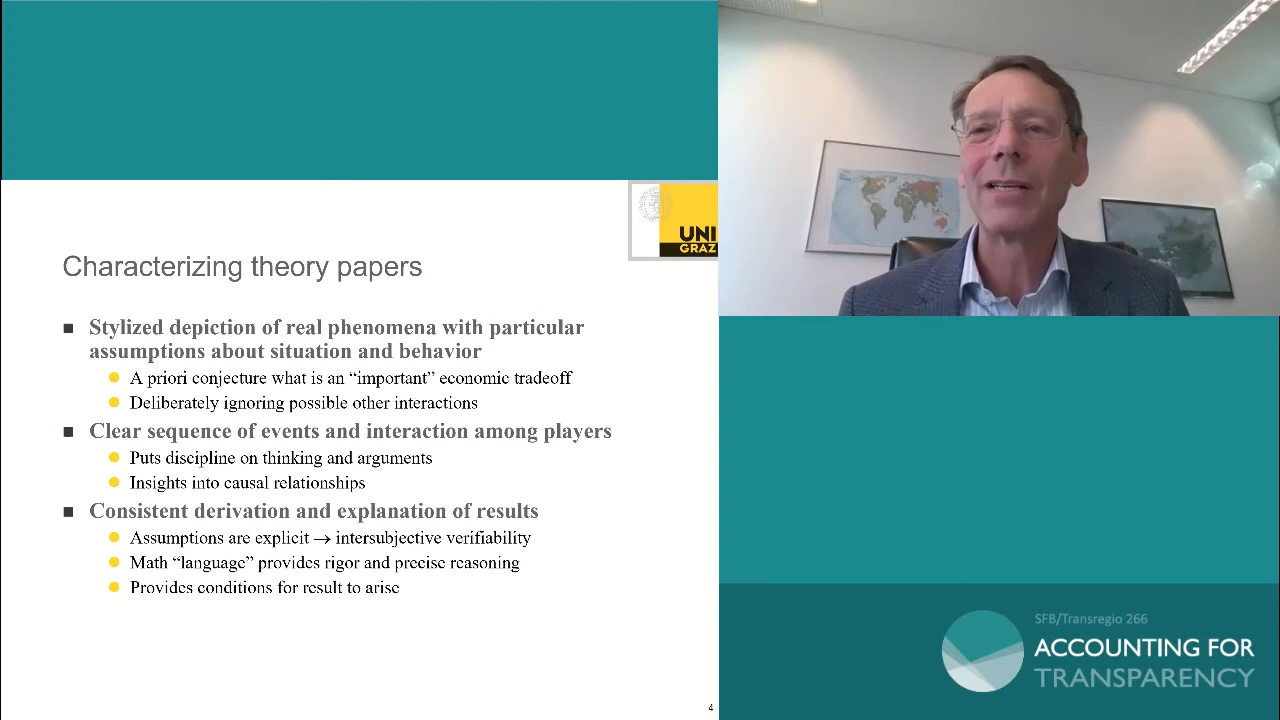 UNI
GRAZ
Characterizing theory papers
Stylized depiction of real phenomena with particular
assumptions about situation and behavior
A priori conjecture what is an “important” economic tradeoff
Deliberately ignoring possible other interactions
Clear sequence of events and interaction among players
Puts discipline on thinking and arguments
Insights into causal relationships
Consistent derivation and explanation of results
Assumptions are explicit → intersubjective verifiability
Math “language” provides rigor and precise reasoning
Provides conditions for result to arise
4
SFB/Transregio 266
ACCOUNTING FOR
TRANSPARENCY